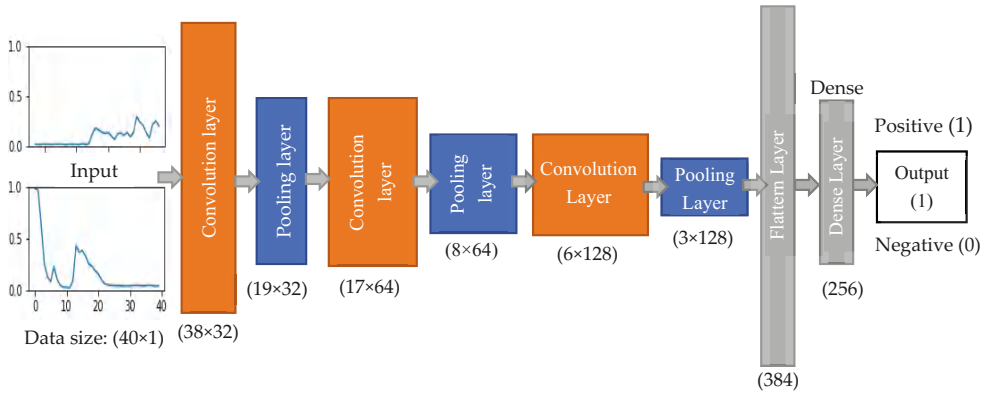 1.0
0.5
0.0
Input
1.0
0.5
0.0
0 10 20 30 40
Data size: (40×1)
Convolution layer
(38×32)
Pooling layer
(19×32)
Convolution
layer
(17×64)
Pooling
layer
(8×64)
Convolution
Layer
(6×128)
Pooling
Layer
(3×128)
Flattern Layer
(384)
Dense
Dense Layer
(256)
Positive (1)
Output
(1)
Negative (0)